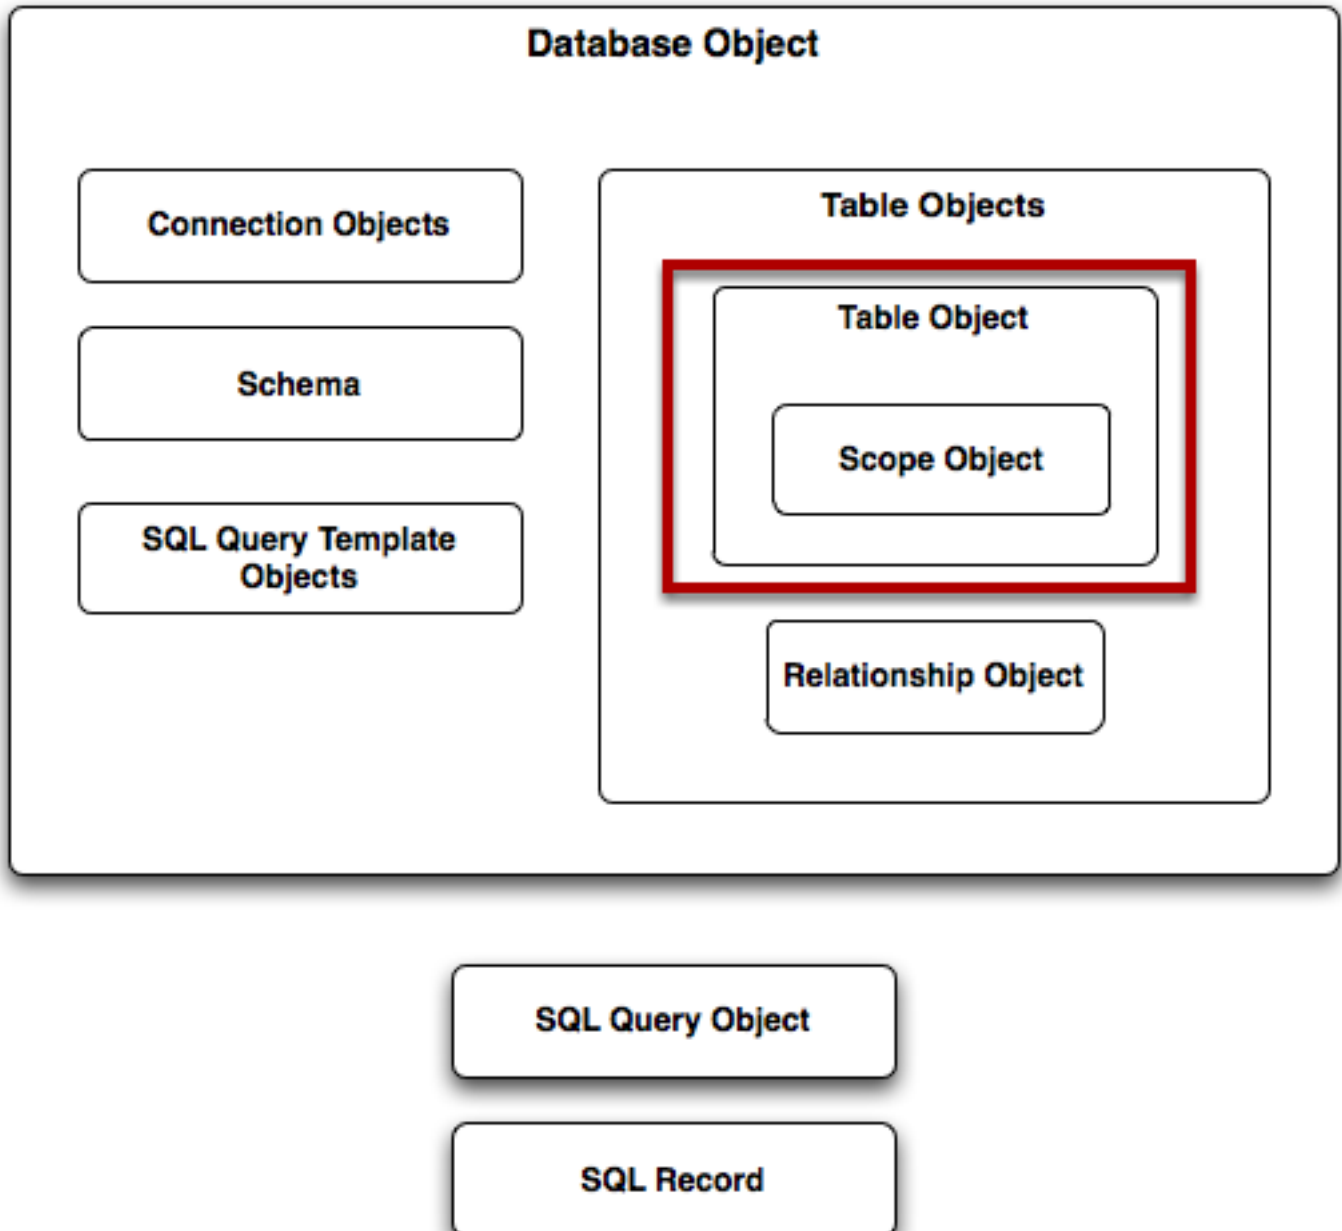 Database Object
Connection Objects
Schema
SQL Query Template
Objects
Table Objects
Table Object
Scope Object
Relationship Object
SQL Query Object
SQL Record